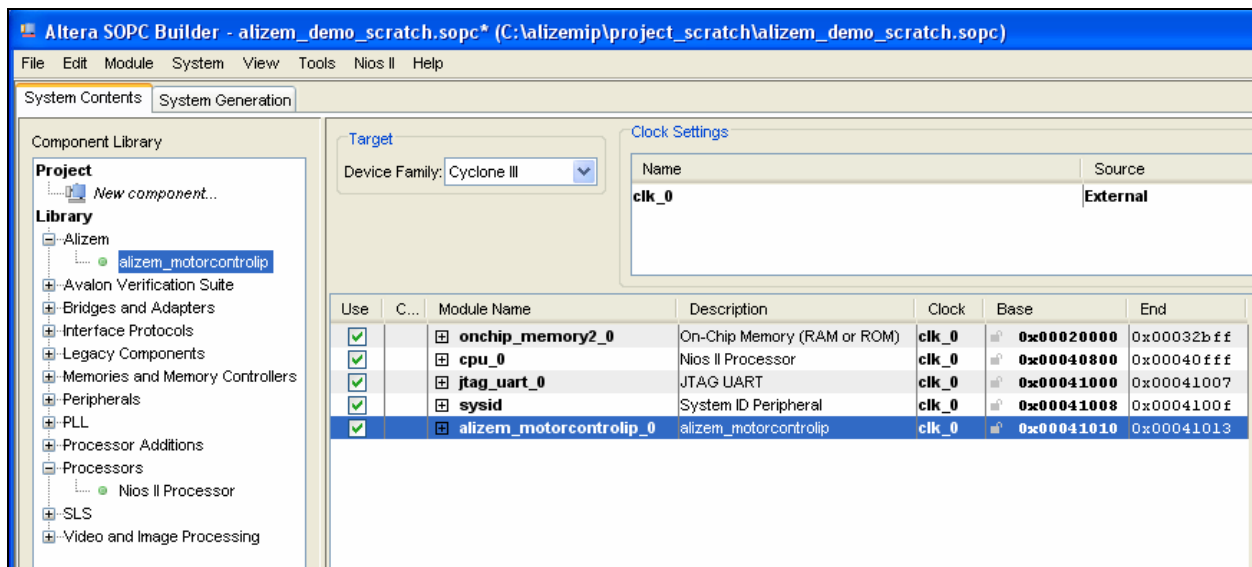 Altera SOPC Builder - alizem_demo_scratch.sopc* (C:\alizemip\project_scratch\alizem_demo_scratch.sopc)
File Edit Module System View Tools Nios II Help
System Contents System Generation
Component Library
Project
New component...
Library
Alizem
alizem_motorcontrolip
Avalon Verification Suite
Bridges and Adapters
Interface Protocols
Legacy Components
Memories and Memory Controllers
Peripherals
PLL
Processor Additions
Processors
Nios II Processor
SLS
Video and Image Processing
Target
Device Family: Cyclone III
Clock Settings
Name Source
clk_0 External
Use C... Module Name Description Clock Base End
onchip_memory2_0 On-Chip Memory (RAM or ROM) clk_0 0x00020000 0x00032bff
cpu_0 Nios II Processor clk_0 0x00040800 0x00040fff
jtag_uart_0 JTAG UART clk_0 0x00041000 0x00041007
sysid System ID Peripheral clk_0 0x00041008 0x0004100f
alizem_motorcontrolip_0 alizem_motorcontrolip clk_0 0x00041010 0x00041013